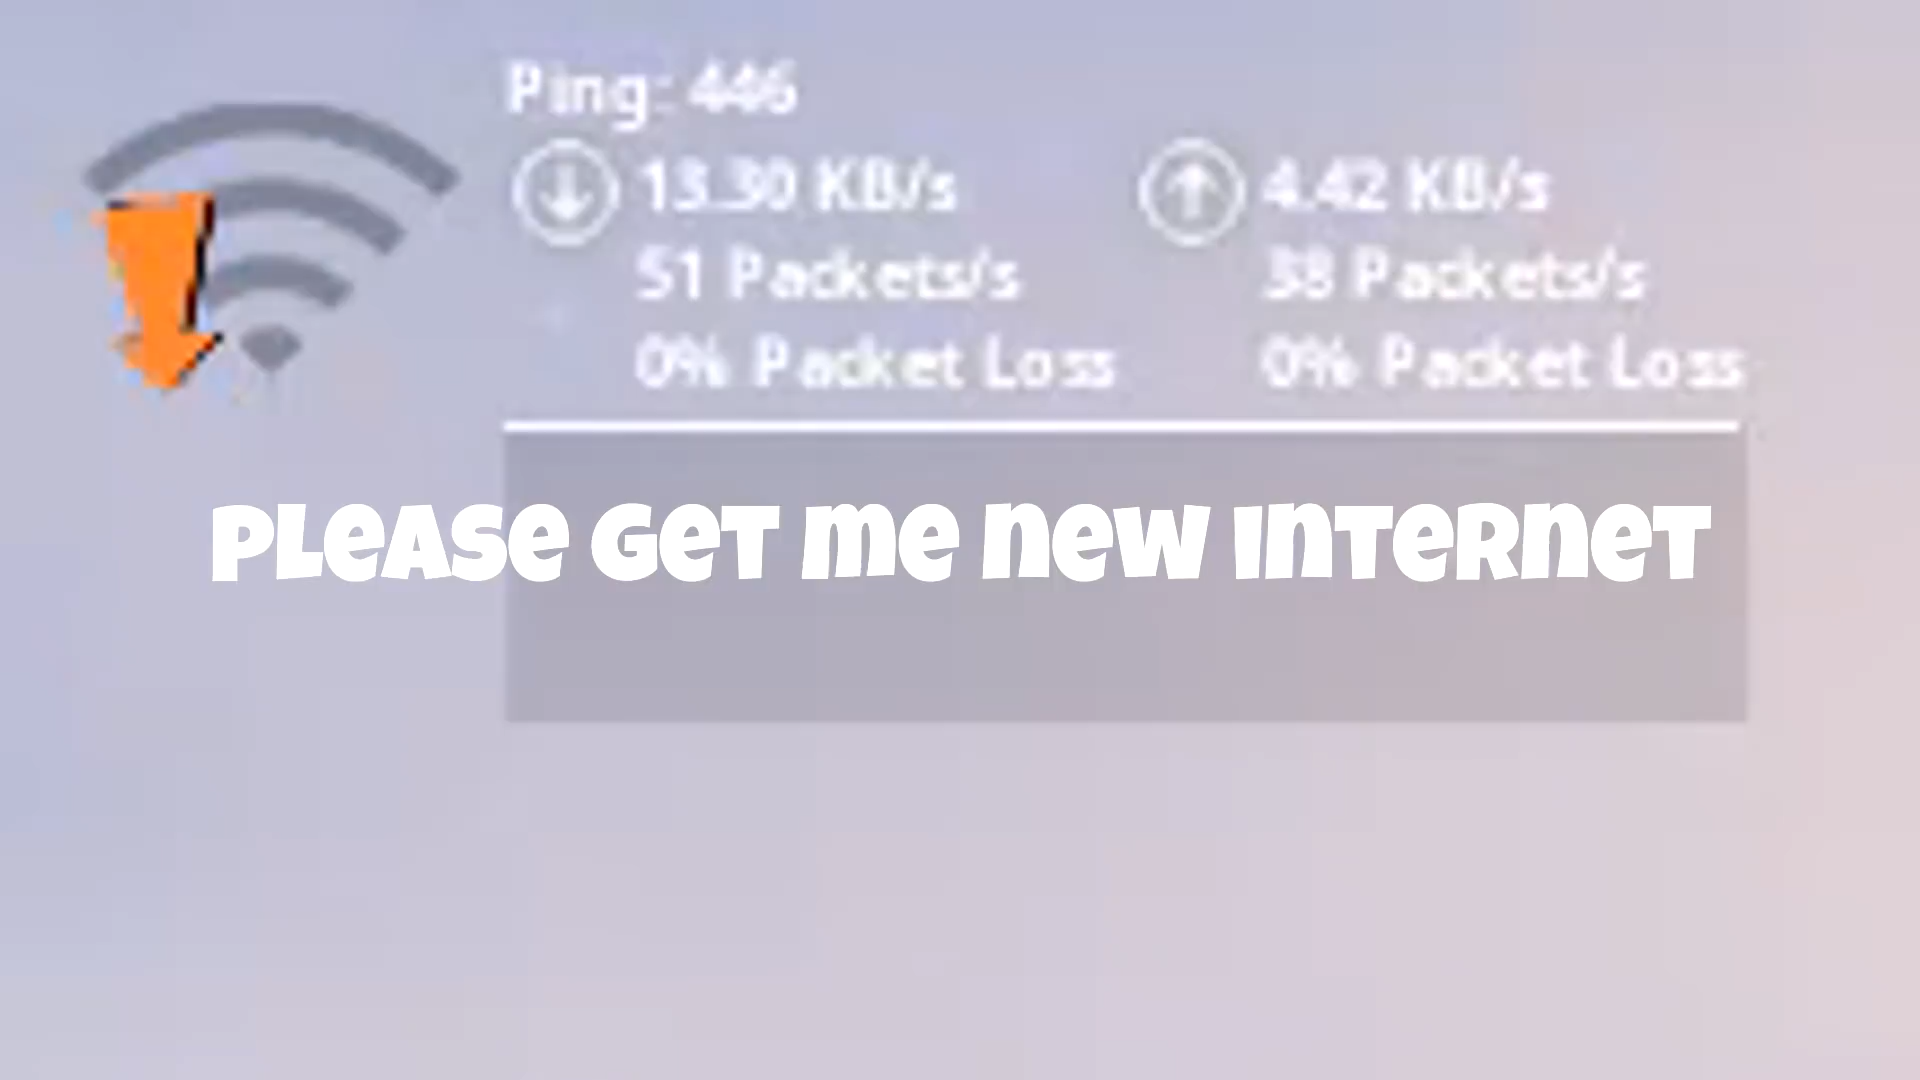 Ping: 446
13.30 KB/s
51 Packets/s
0% Packet Loss
4.42 KB/s
38 Packets/s
0% Packet Loss
PLeASe GeT me new InTeRneT